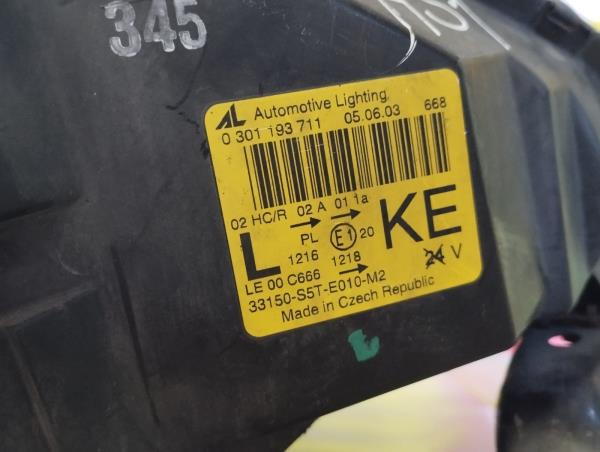 345
AL Automotive Lighting
0 301 193 711 05.06.03 668
02 HC/R 02 A 01 1a
L PL E1 20 KE
1216 1218 24 V
LE 00 C666
33150-S5T-E010-M2
Made in Czech Republic